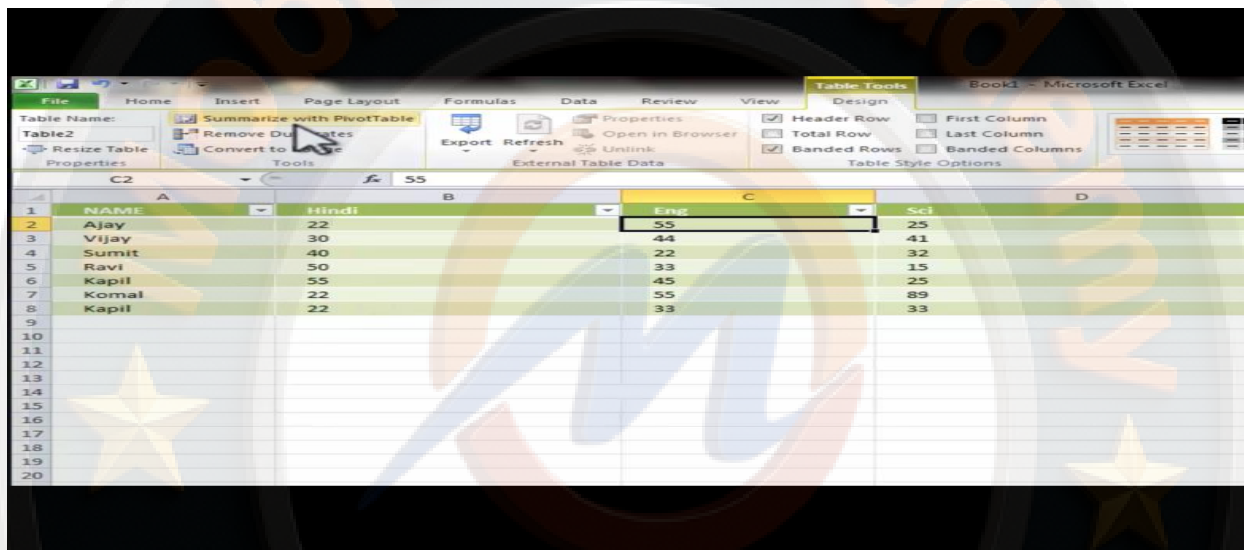 Table Tools Book1 - Microsoft Excel
File Home Insert Page Layout Formulas Data Review View Design
Table Name: Summarize with PivotTable Properties Header Row First Column
Table2 Remove Export Refresh Open in Browser Total Row Last Column
Resize Table Convert to Unlink Banded Rows Banded Columns
Properties Tools External Table Data Table Style Options
C2 fx 55
A B C D
1 NAME Hindi Eng Sci
2 Ajay 22 55 25
3 Vijay 30 44 41
4 Sumit 40 22 32
5 Ravi 50 33 15
6 Kapil 55 45 25
7 Komal 22 55 89
8 Kapil 22 33 33
9
10
11
12
13
14
15
16
17
18
19
20